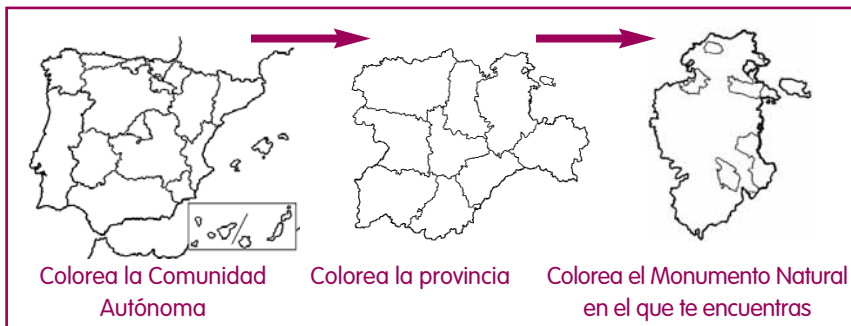 Colorea la Comunidad
Autónoma
Colorea la provincia
Colorea el Monumento Natural
en el que te encuentras